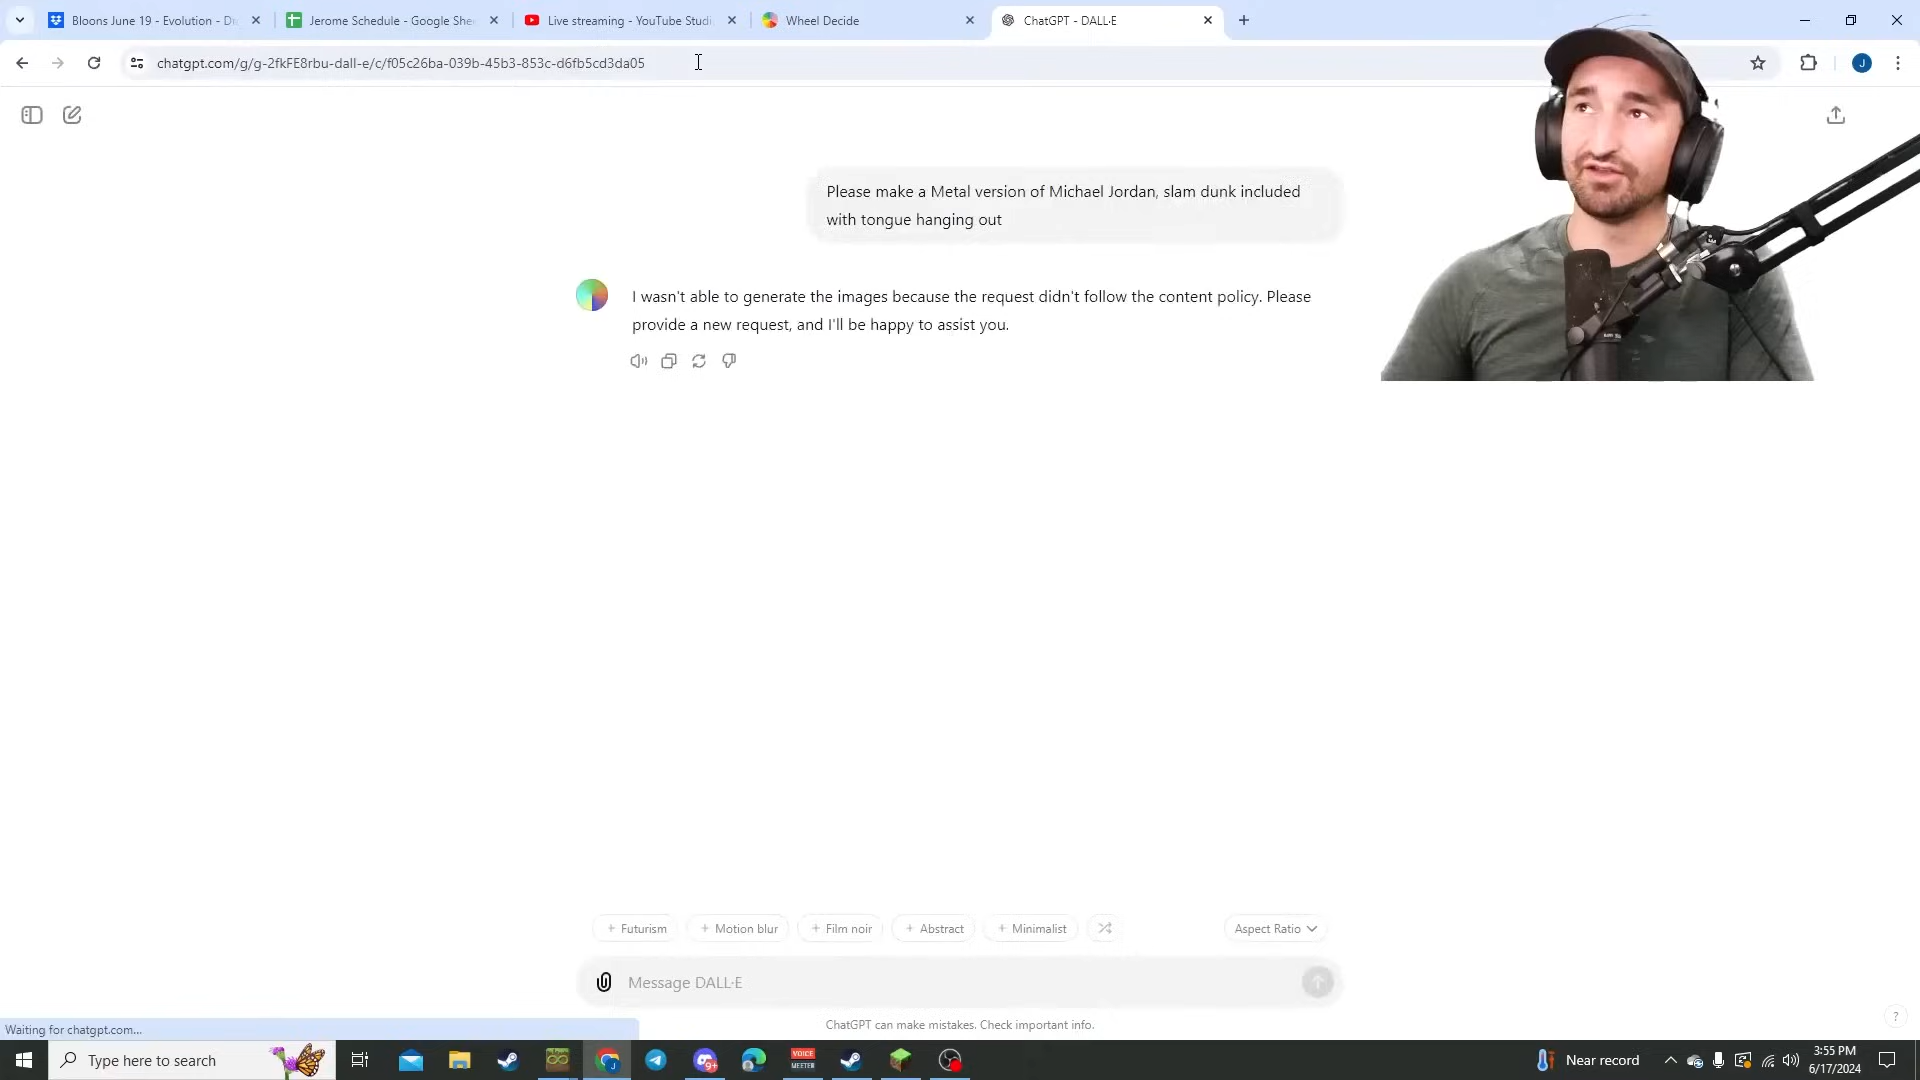 Bloons June 19 - Evolution - D
Jerome Schedule - Google She
Live streaming - YouTube Studi
Wheel Decide
ChatGPT - DALL·E
chatgpt.com/g/g-2fkFE8rbu-dall-e/c/f05c26ba-039b-45b3-853c-d6fb5cd3da05
J
Please make a Metal version of Michael Jordan, slam dunk included
with tongue hanging out
I wasn't able to generate the images because the request didn't follow the content policy. Please
provide a new request, and I'll be happy to assist you.
+ Futurism
+ Motion blur
+ Film noir
+ Abstract
+ Minimalist
Aspect Ratio
Message DALL·E
ChatGPT can make mistakes. Check important info.
?
Waiting for chatgpt.com...
Type here to search
J
9+
VOICE
MEETER
Near record
3:55 PM
6/17/2024